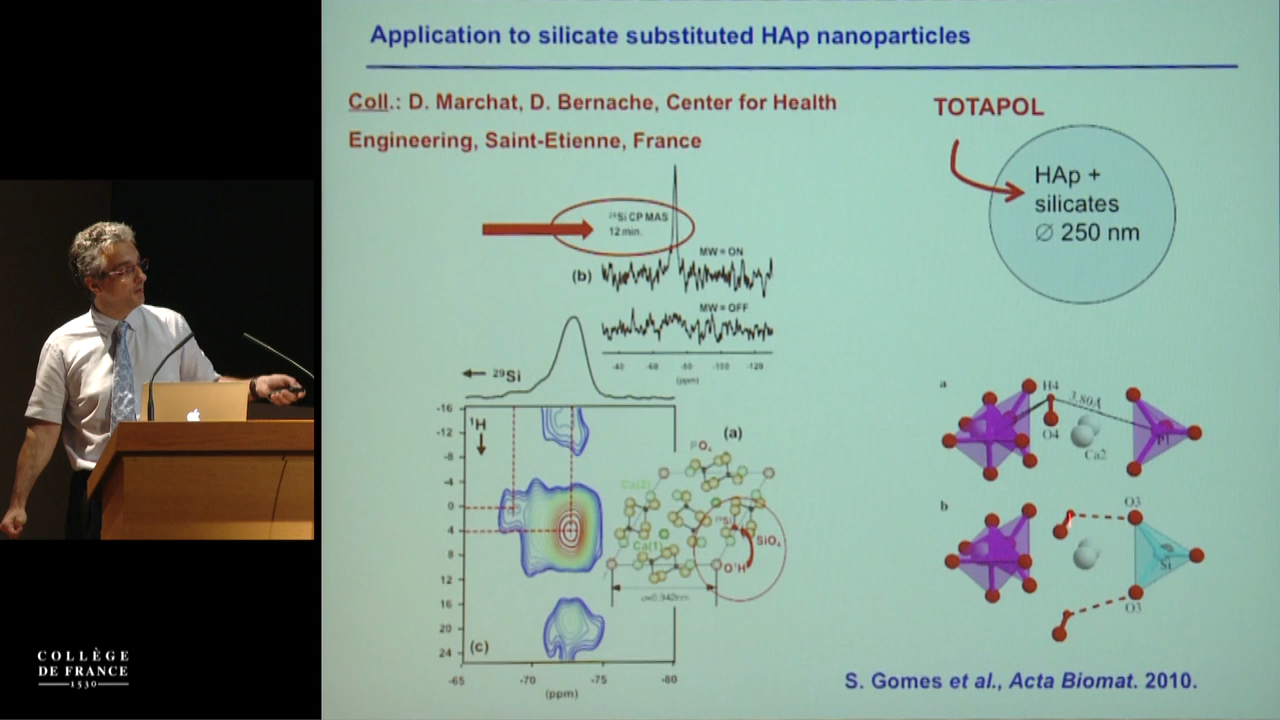 Application to silicate substituted HAp nanoparticles
Coll.: D. Marchat, D. Bernache, Center for Health
Engineering, Saint-Etienne, France
TOTAPOL
HAp +
silicates
Ø 250 nm
²⁹Si CP MAS
12 min.
MW = ON
(b)
MW = OFF
-40 -60 -80 -100 -120
(ppm)
²⁹Si
¹H
-16
-12
-8
-4
0
4
8
12
16
20
24
(c)
-65 -70 -75 -80
(ppm)
(a)
PO₄
Ca(2)
Ca(1)
²⁹Si
SiO₄
O¹H
a=0.942nm
a
H4
3.80Å
O4
Ca2
P1
b
O3
Si
O3
S. Gomes et al., Acta Biomat. 2010.
COLLÈGE
DE FRANCE
1530